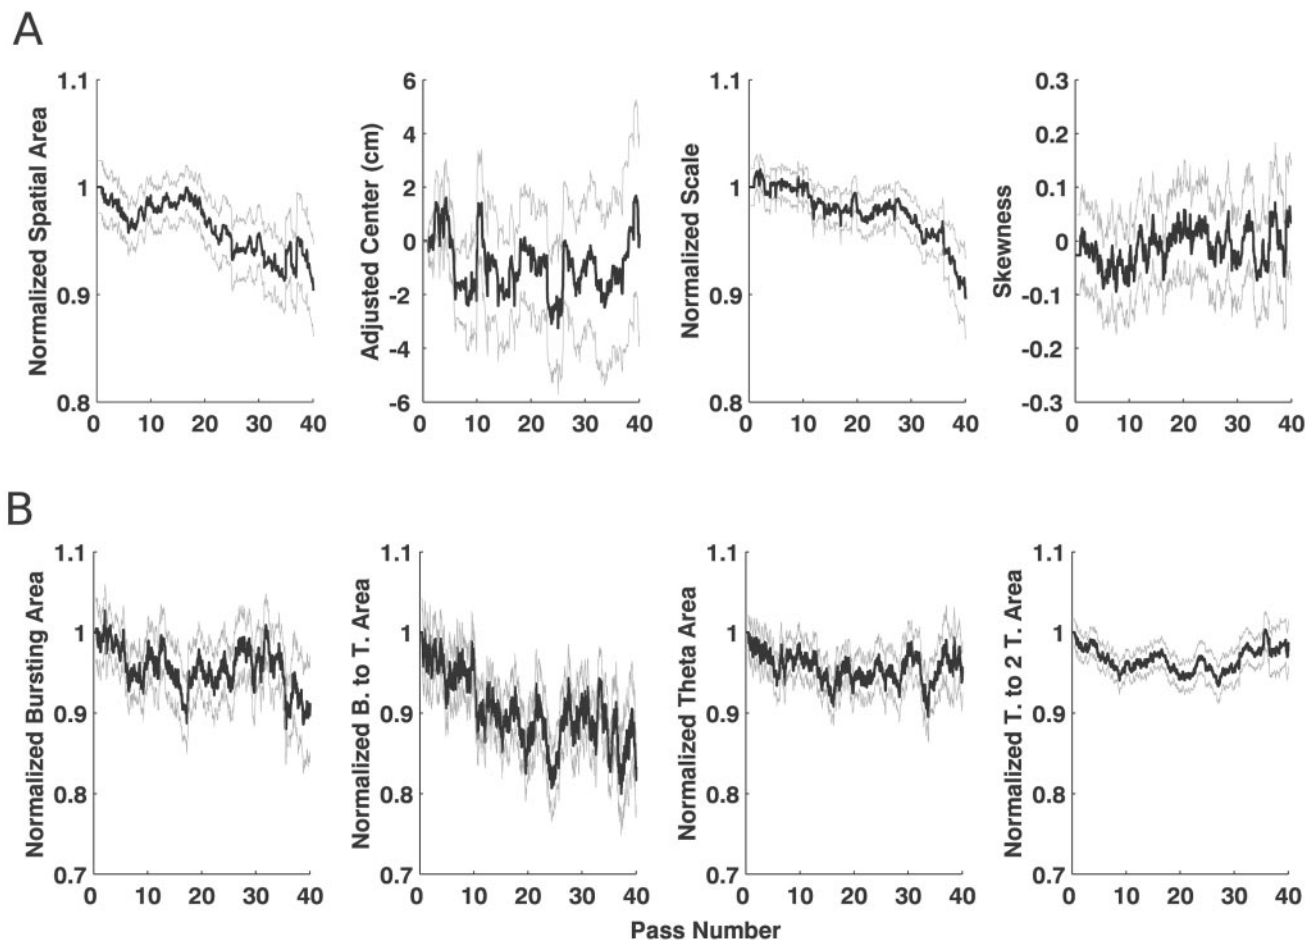 A
Normalized Spatial Area
1.1
1
0.9
0.8
0 10 20 30 40
Adjusted Center (cm)
6
4
2
0
-2
-4
-6
0 10 20 30 40
Normalized Scale
1.1
1
0.9
0.8
0 10 20 30 40
Skewness
0.3
0.2
0.1
0
-0.1
-0.2
-0.3
0 10 20 30 40
B
Normalized Bursting Area
1.1
1
0.9
0.8
0.7
0 10 20 30 40
Normalized B. to T. Area
1.1
1
0.9
0.8
0.7
0 10 20 30 40
Normalized Theta Area
1.1
1
0.9
0.8
0.7
0 10 20 30 40
Normalized T. to 2 T. Area
1.1
1
0.9
0.8
0.7
0 10 20 30 40
Pass Number